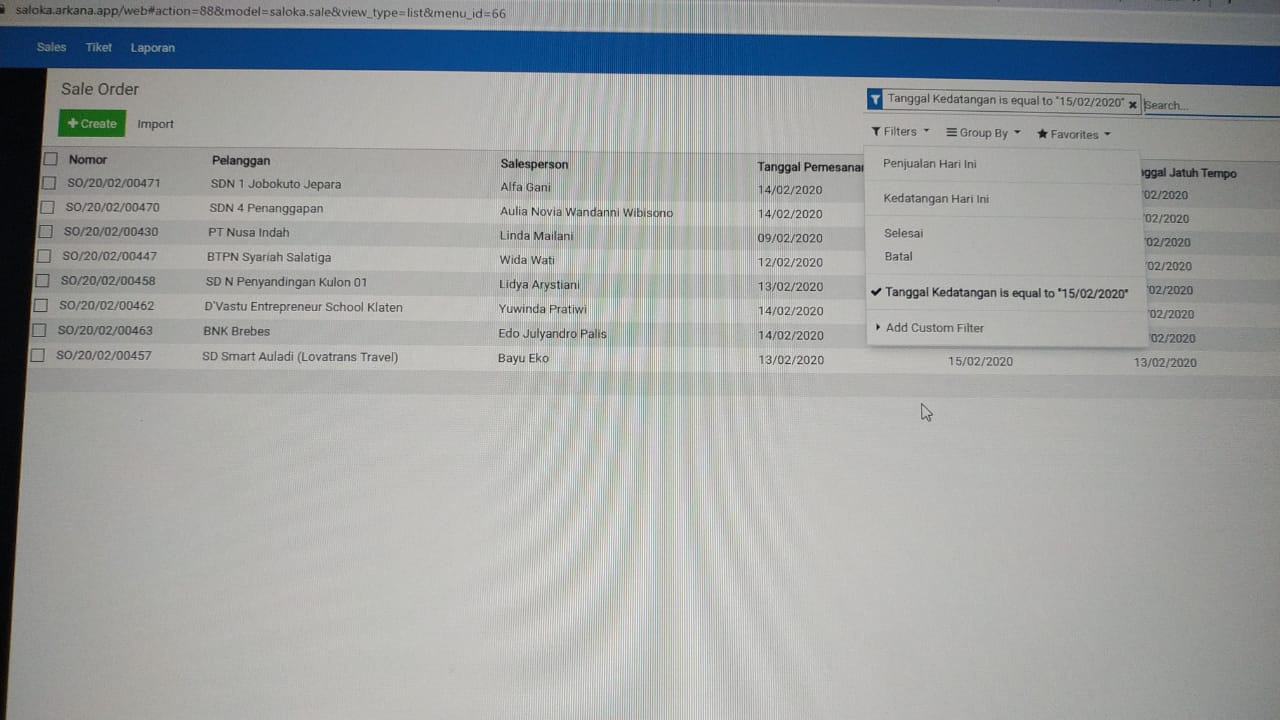 saloka.arkana.app/web#action=88&model=saloka.sale&view_type=list&menu_id=66
Sales Tiket Laporan
Sale Order
Tanggal Kedatangan is equal to "15/02/2020" × Search...
+ Create Import
Filters Group By Favorites
Nomor Pelanggan Salesperson Tanggal Pemesanan ggal Jatuh Tempo
SO/20/02/00471 SDN 1 Jobokuto Jepara Alfa Gani 14/02/2020 02/2020
SO/20/02/00470 SDN 4 Penanggapan Aulia Novia Wandanni Wibisono 14/02/2020 /02/2020
SO/20/02/00430 PT Nusa Indah Linda Mailani 09/02/2020 /02/2020
SO/20/02/00447 BTPN Syariah Salatiga Wida Wati 12/02/2020 /02/2020
SO/20/02/00458 SD N Penyandingan Kulon 01 Lidya Arystiani 13/02/2020 /02/2020
SO/20/02/00462 D'Vastu Entrepreneur School Klaten Yuwinda Pratiwi 14/02/2020 /02/2020
SO/20/02/00463 BNK Brebes Edo Julyandro Palis 14/02/2020 /02/2020
SO/20/02/00457 SD Smart Auladi (Lovatrans Travel) Bayu Eko 13/02/2020 15/02/2020 13/02/2020
Penjualan Hari Ini
Kedatangan Hari Ini
Selesai
Batal
Tanggal Kedatangan is equal to "15/02/2020"
Add Custom Filter